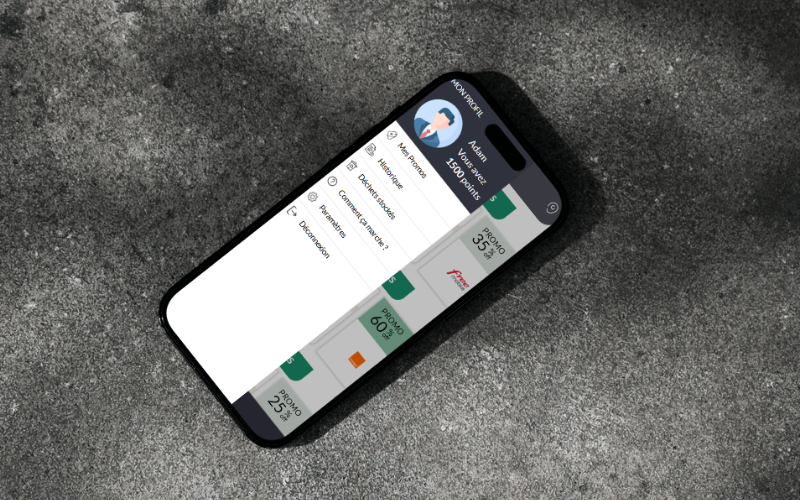 MON PROFIL
Adam
Vous avez
1500 points
Mes Promos
Historique
Déchets stockés
Comment ça marche ?
Paramètres
Déconnexion
S
PROMO
35 %
off
free
mobile
S
PROMO
60 %
off
S
PROMO
25 %
off